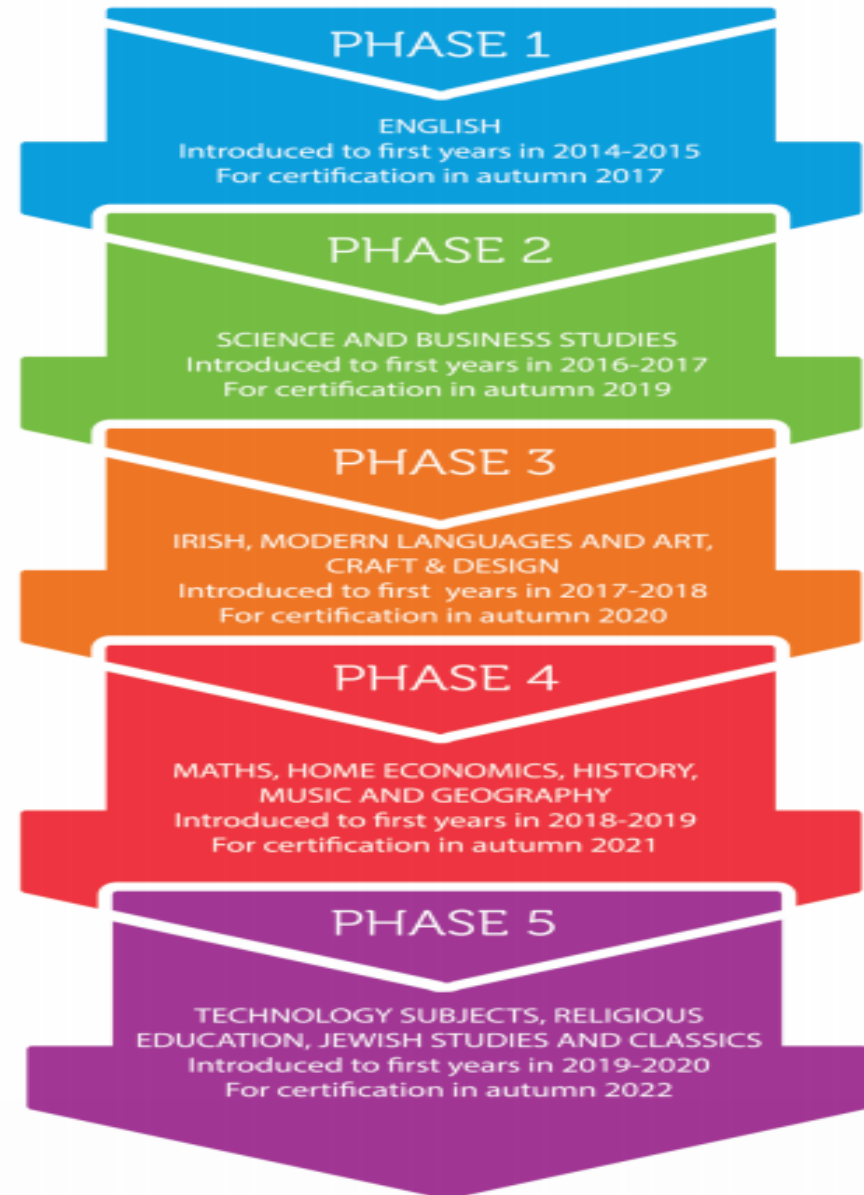 PHASE 1
ENGLISH
Introduced to first years in 2014-2015
For certification in autumn 2017
PHASE 2
SCIENCE AND BUSINESS STUDIES
Introduced to first years in 2016-2017
For certification in autumn 2019
PHASE 3
IRISH, MODERN LANGUAGES AND ART,
CRAFT & DESIGN
Introduced to first years in 2017-2018
For certification in autumn 2020
PHASE 4
MATHS, HOME ECONOMICS, HISTORY,
MUSIC AND GEOGRAPHY
Introduced to first years in 2018-2019
For certification in autumn 2021
PHASE 5
TECHNOLOGY SUBJECTS, RELIGIOUS
EDUCATION, JEWISH STUDIES AND CLASSICS
Introduced to first years in 2019-2020
For certification in autumn 2022